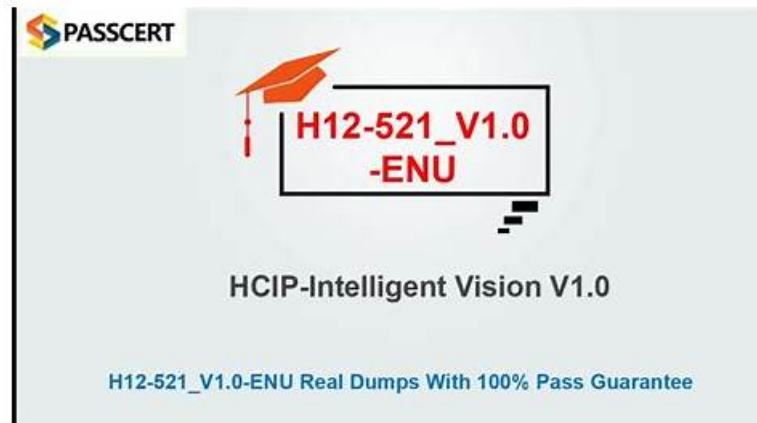 PASSCERT
H12-521_V1.0
-ENU
HCIP-Intelligent Vision V1.0
H12-521_V1.0-ENU Real Dumps With 100% Pass Guarantee